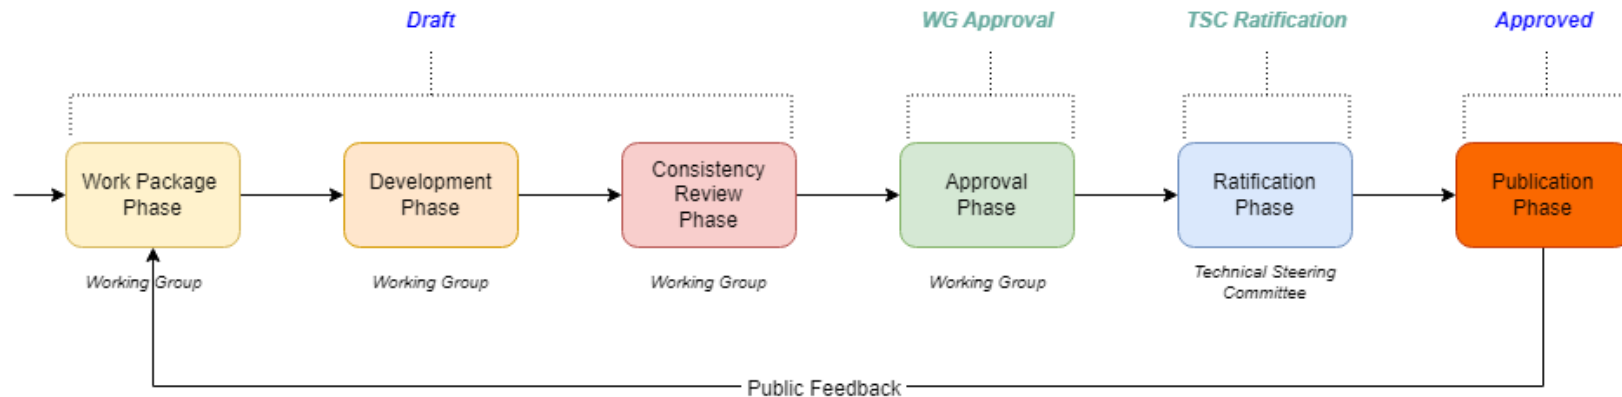 Draft
WG Approval
TSC Ratification
Approved
Work Package
Phase
Development
Phase
Consistency
Review
Phase
Approval
Phase
Ratification
Phase
Publication
Phase
Working Group
Working Group
Working Group
Working Group
Technical Steering
Committee
Public Feedback